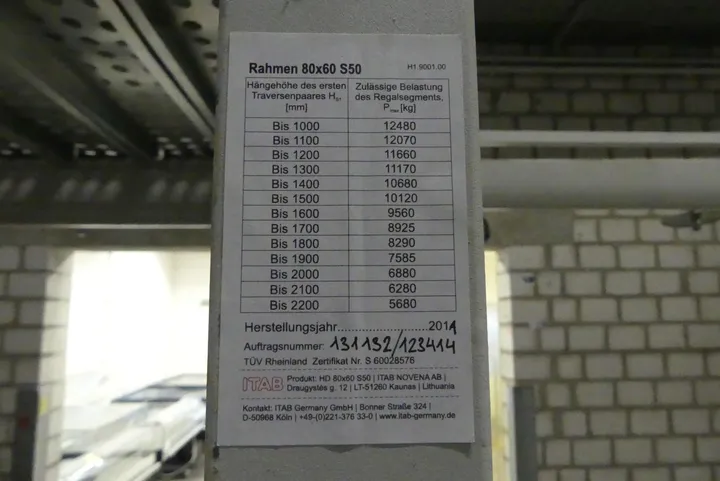 Rahmen 80x60 S50
H1.9001.00
Hängehöhe des ersten Zulässige Belastung
Traversenpaares H01 des Regalsegments,
[mm] Pmax [kg]
Bis 1000 12480
Bis 1100 12070
Bis 1200 11660
Bis 1300 11170
Bis 1400 10680
Bis 1500 10120
Bis 1600 9560
Bis 1700 8925
Bis 1800 8290
Bis 1900 7585
Bis 2000 6880
Bis 2100 6280
Bis 2200 5680
Herstellungsjahr......................2011
Auftragsnummer: 131132/123414
TÜV Rheinland Zertifikat Nr. S 60028576
ITAB Produkt: HD 80x60 S50 | ITAB NOVENA AB |
Draugystės g. 12 | LT-51260 Kaunas | Lithuania
Kontakt: ITAB Germany GmbH | Bonner Straße 324 |
D-50968 Köln | +49-(0)221-376 33-0 | www.itab-germany.de